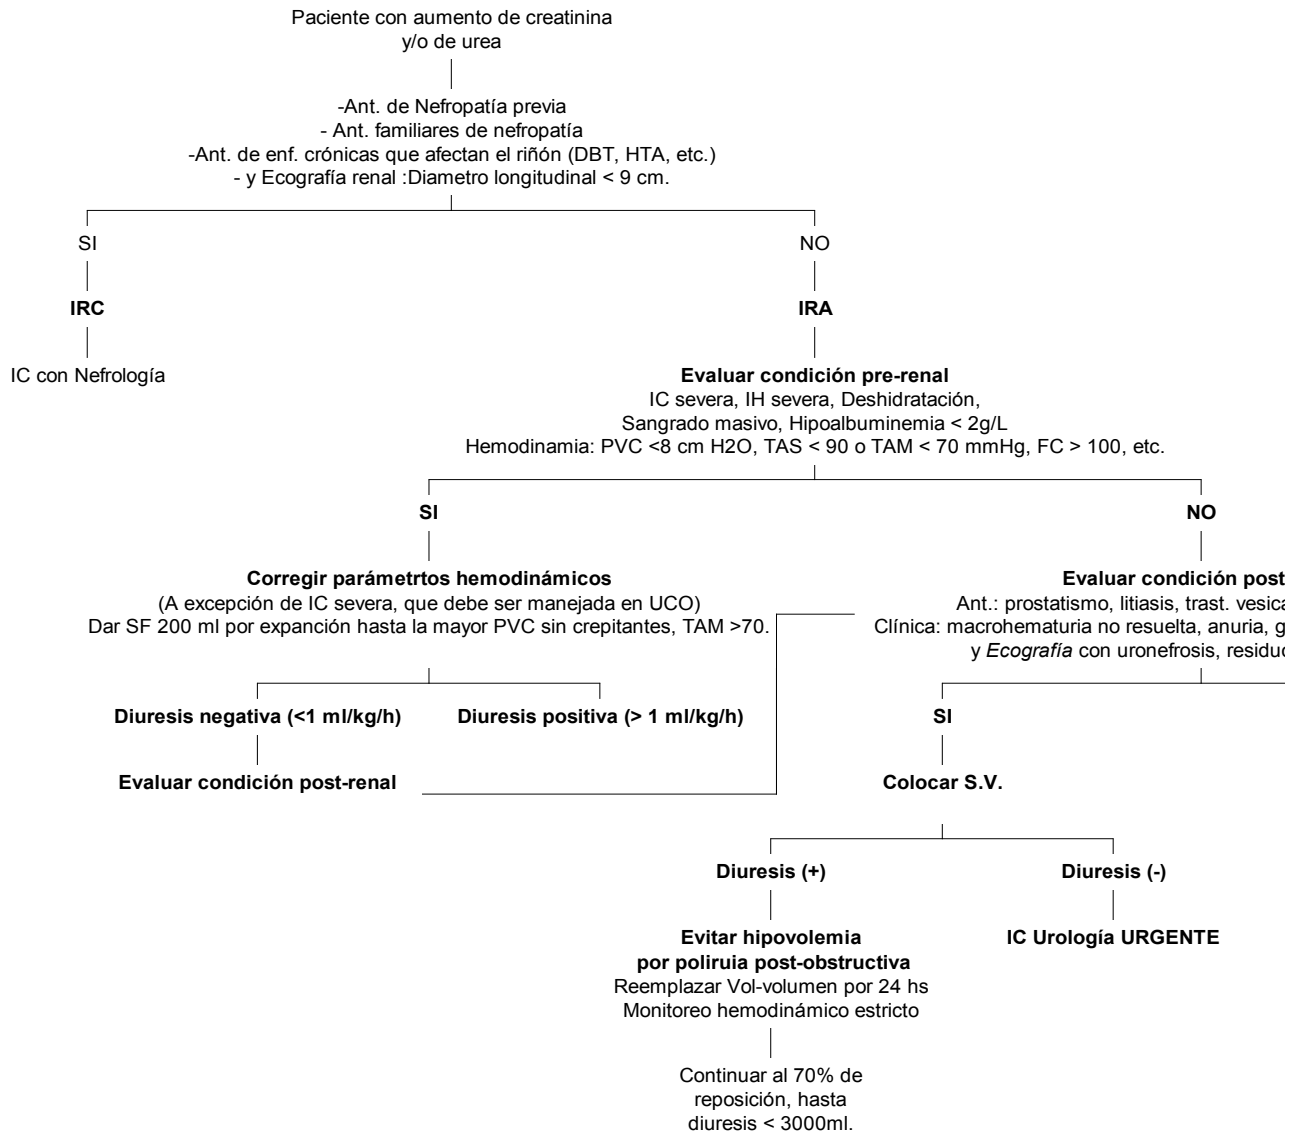 Paciente con aumento de creatinina
y/o de urea
-Ant. de Nefropatía previa
- Ant. familiares de nefropatía
-Ant. de enf. crónicas que afectan el riñón (DBT, HTA, etc.)
- y Ecografía renal :Diametro longitudinal < 9 cm.
SI
NO
IRC
IRA
IC con Nefrología
Evaluar condición pre-renal
IC severa, IH severa, Deshidratación,
Sangrado masivo, Hipoalbuminemia < 2g/L
Hemodinamia: PVC <8 cm H2O, TAS < 90 o TAM < 70 mmHg, FC > 100, etc.
SI
NO
Corregir parámetrtos hemodinámicos
(A excepción de IC severa, que debe ser manejada en UCO)
Dar SF 200 ml por expanción hasta la mayor PVC sin crepitantes, TAM >70.
Evaluar condición post
Ant.: prostatismo, litiasis, trast.
Clínica: macrohematuria no resuelta, anuria,
y Ecografía con uronefrosis,
Diuresis negativa (<1 ml/kg/h)
Diuresis positiva (> 1 ml/kg/h)
SI
Evaluar condición post-renal
Colocar S.V.
Diuresis (+)
Diuresis (-)
Evitar hipovolemia
por poliruia post-obstructiva
Reemplazar Vol-volumen por 24 hs
Monitoreo hemodinámico estricto
IC Urología URGENTE
Continuar al 70% de
reposición, hasta
diuresis < 3000ml.